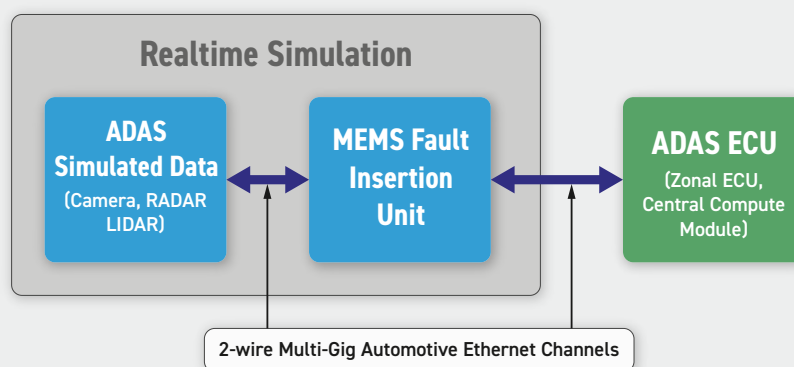 Realtime Simulation
ADAS
Simulated Data
(Camera, RADAR
LIDAR)
MEMS Fault
Insertion
Unit
ADAS ECU
(Zonal ECU,
Central Compute
Module)
2-wire Multi-Gig Automotive Ethernet Channels